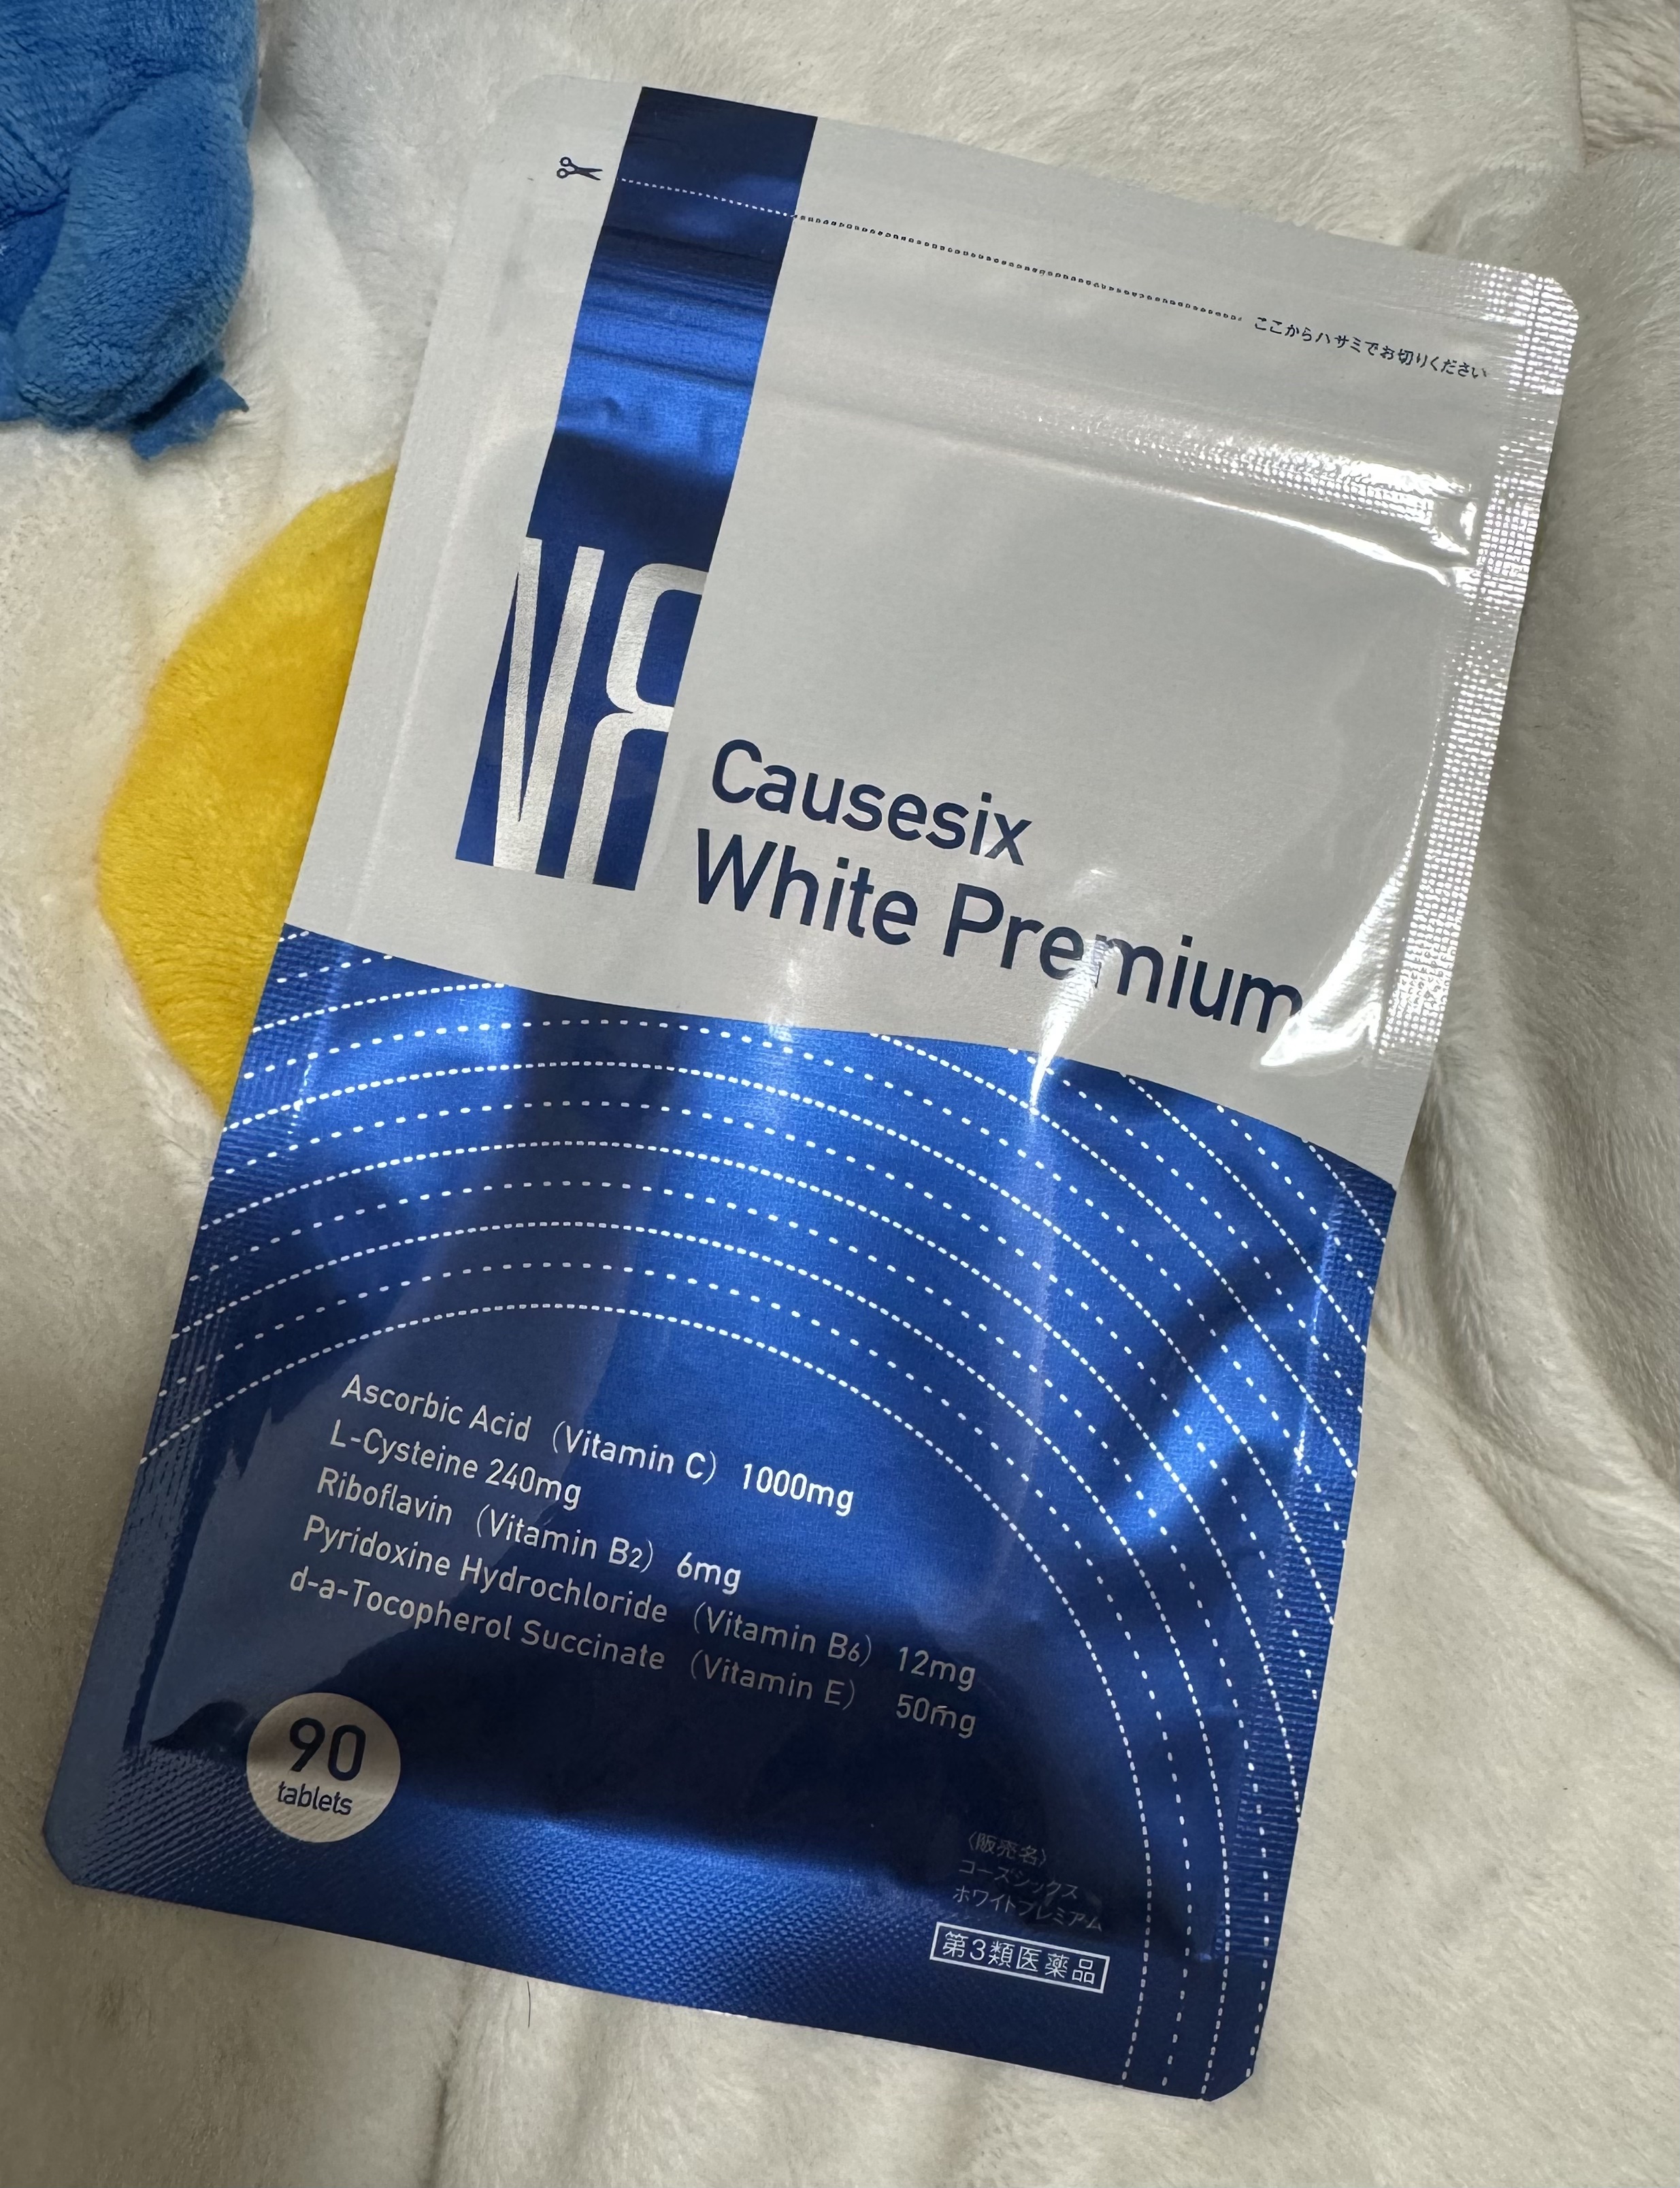 ここからハサミでお切りください
Causesix
White Premium
Ascorbic Acid （Vitamin C） 1000mg
L-Cysteine 240mg
Riboflavin （Vitamin B2） 6mg
Pyridoxine Hydrochloride （Vitamin B6） 12mg
d-a-Tocopherol Succinate （Vitamin E） 50mg
90
tablets
〈販売名〉
コーズシックス
ホワイトプレミアム
第3類医薬品